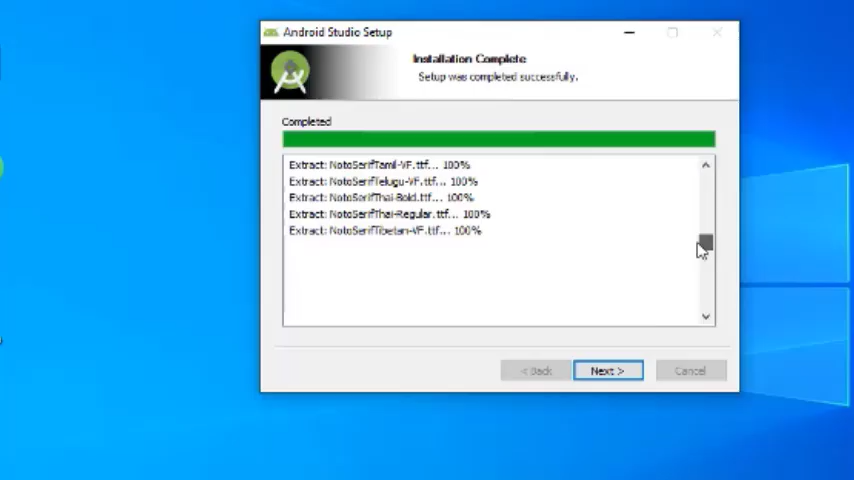 Android Studio Setup
Installation Complete
Setup was completed successfully.
Completed
Extract: NotoSerifTamil-VF.ttf... 100%
Extract: NotoSerifTelugu-VF.ttf... 100%
Extract: NotoSerifThai-Bold.ttf... 100%
Extract: NotoSerifThai-Regular.ttf... 100%
Extract: NotoSerifTibetan-VF.ttf... 100%
< Back Next > Cancel